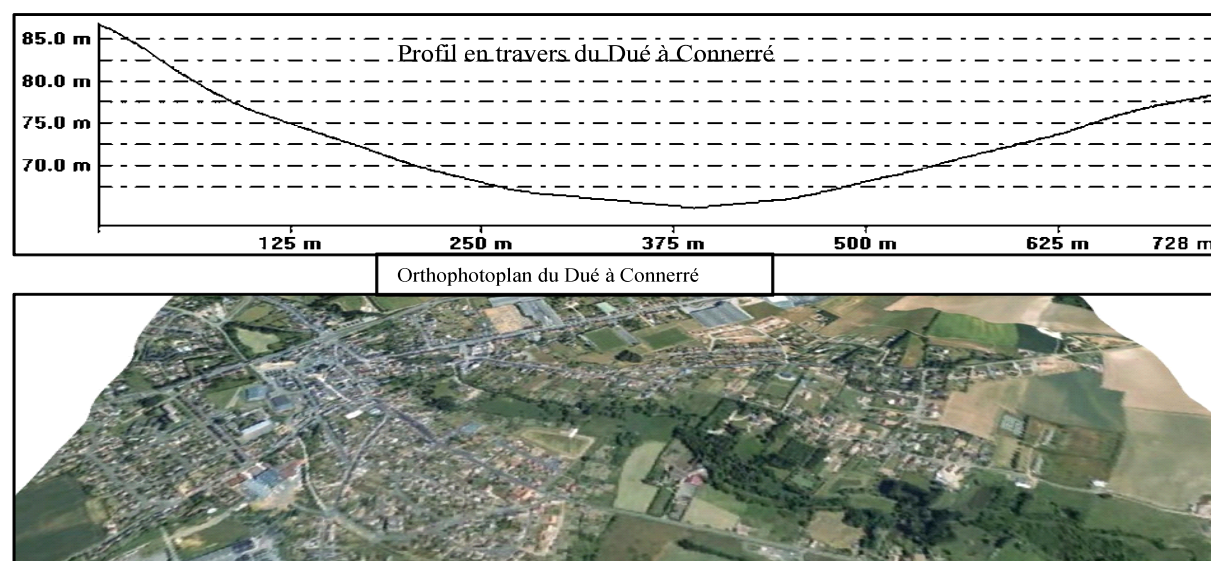 85.0 m
Profil en travers du Dué à Connerré
80.0 m
75.0 m
70.0 m
125 m 250 m 375 m 500 m 625 m 728 m
Orthophotoplan du Dué à Connerré